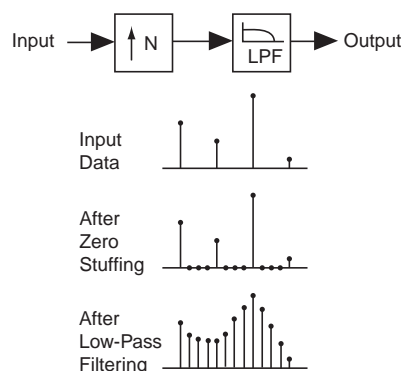 Input
N
LPF
Output
Input
Data
After
Zero
Stuffing
After
Low-Pass
Filtering